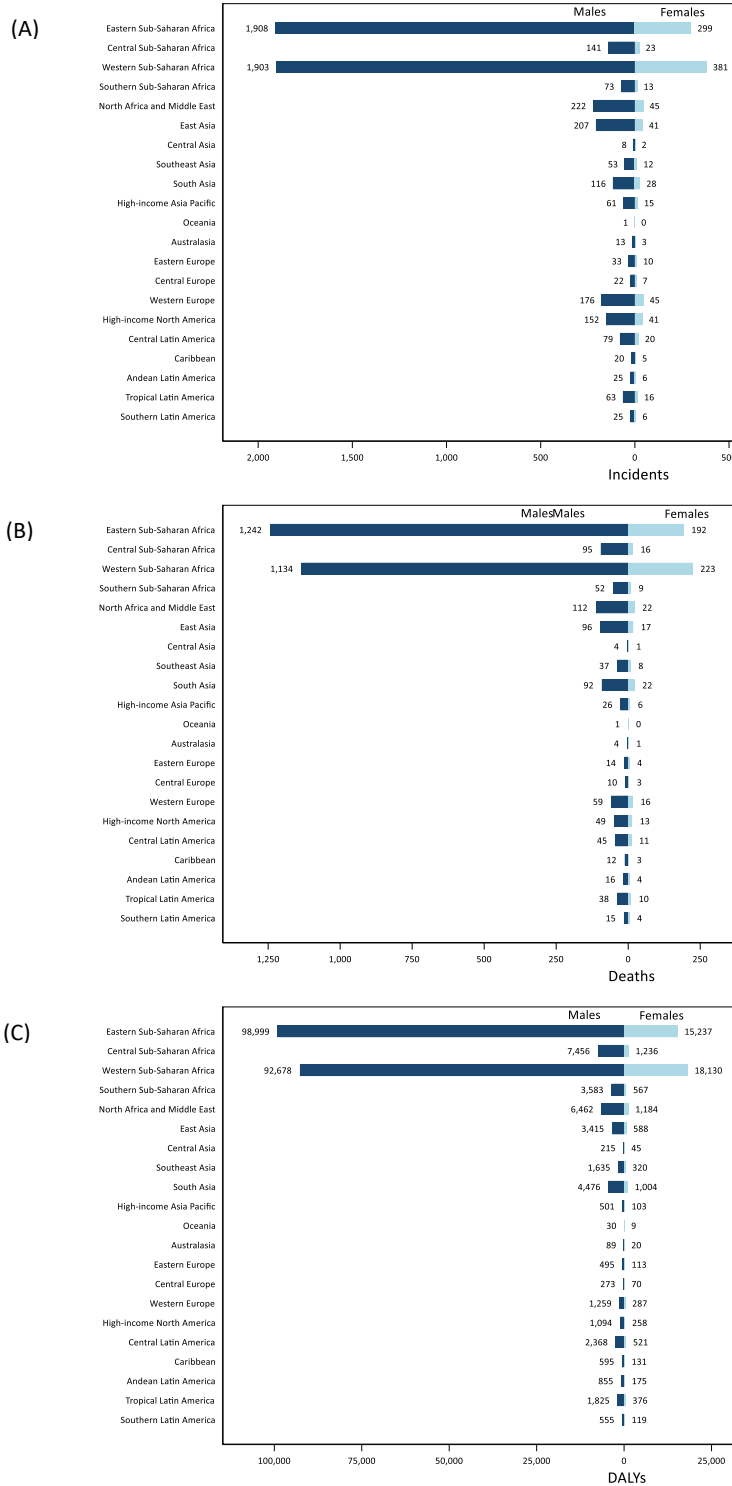 (A)
Males Females
Eastern Sub-Saharan Africa 1,908 299
Central Sub-Saharan Africa 141 23
Western Sub-Saharan Africa 1,903 381
Southern Sub-Saharan Africa 73 13
North Africa and Middle East 222 45
East Asia 207 41
Central Asia 8 2
Southeast Asia 53 12
South Asia 116 28
High-income Asia Pacific 61 15
Oceania 1 0
Australasia 13 3
Eastern Europe 33 10
Central Europe 22 7
Western Europe 176 45
High-income North America 152 41
Central Latin America 79 20
Caribbean 20 5
Andean Latin America 25 6
Tropical Latin America 63 16
Southern Latin America 25 6
2,000 1,500 1,000 500 0
Incidents
(B)
MalesMales Females
Eastern Sub-Saharan Africa 1,242 192
Central Sub-Saharan Africa 95 16
Western Sub-Saharan Africa 1,134 223
Southern Sub-Saharan Africa 52 9
North Africa and Middle East 112 22
East Asia 96 17
Central Asia 4 1
Southeast Asia 37 8
South Asia 92 22
High-income Asia Pacific 26 6
Oceania 1 0
Australasia 4 1
Eastern Europe 14 4
Central Europe 10 3
Western Europe 59 16
High-income North America 49 13
Central Latin America 45 11
Caribbean 12 3
Andean Latin America 16 4
Tropical Latin America 38 10
Southern Latin America 15 4
1,250 1,000 750 500 250 0 250
Deaths
(C)
Males Females
Eastern Sub-Saharan Africa 98,999 15,237
Central Sub-Saharan Africa 7,456 1,236
Western Sub-Saharan Africa 92,678 18,130
Southern Sub-Saharan Africa 3,583 567
North Africa and Middle East 6,462 1,184
East Asia 3,415 588
Central Asia 215 45
Southeast Asia 1,635 320
South Asia 4,476 1,004
High-income Asia Pacific 501 103
Oceania 30 9
Australasia 89 20
Eastern Europe 495 113
Central Europe 273 70
Western Europe 1,259 287
High-income North America 1,094 258
Central Latin America 2,368 521
Caribbean 595 131
Andean Latin America 855 175
Tropical Latin America 1,825 376
Southern Latin America 555 119
100,000 75,000 50,000 25,000 0 25,000
DALYs